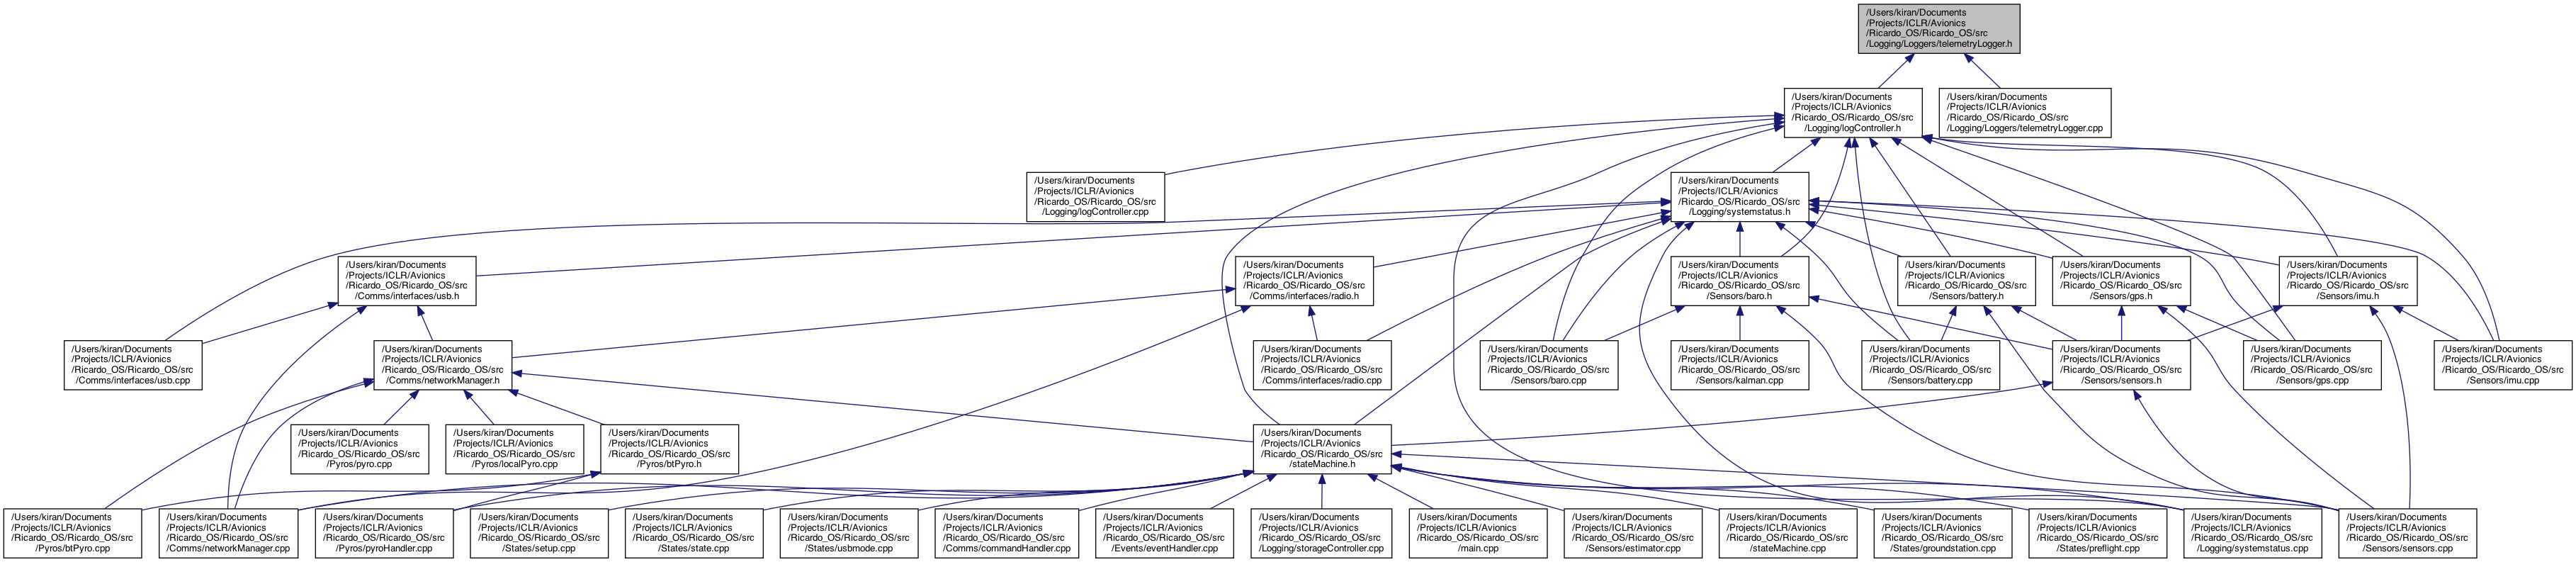 /Users/kiran/Documents
/Projects/ICLR/Avionics
/Ricardo_OS/Ricardo_OS/src
/Logging/Loggers/telemetryLogger.h
/Users/kiran/Documents
/Projects/ICLR/Avionics
/Ricardo_OS/Ricardo_OS/src
/Logging/logController.h
/Users/kiran/Documents
/Projects/ICLR/Avionics
/Ricardo_OS/Ricardo_OS/src
/Logging/Loggers/telemetryLogger.cpp
/Users/kiran/Documents
/Projects/ICLR/Avionics
/Ricardo_OS/Ricardo_OS/src
/Logging/logController.cpp
/Users/kiran/Documents
/Projects/ICLR/Avionics
/Ricardo_OS/Ricardo_OS/src
/Logging/systemstatus.h
/Users/kiran/Documents
/Projects/ICLR/Avionics
/Ricardo_OS/Ricardo_OS/src
/Comms/interfaces/usb.h
/Users/kiran/Documents
/Projects/ICLR/Avionics
/Ricardo_OS/Ricardo_OS/src
/Comms/interfaces/radio.h
/Users/kiran/Documents
/Projects/ICLR/Avionics
/Ricardo_OS/Ricardo_OS/src
/Sensors/baro.h
/Users/kiran/Documents
/Projects/ICLR/Avionics
/Ricardo_OS/Ricardo_OS/src
/Sensors/battery.h
/Users/kiran/Documents
/Projects/ICLR/Avionics
/Ricardo_OS/Ricardo_OS/src
/Sensors/gps.h
/Users/kiran/Documents
/Projects/ICLR/Avionics
/Ricardo_OS/Ricardo_OS/src
/Sensors/imu.h
/Users/kiran/Documents
/Projects/ICLR/Avionics
/Ricardo_OS/Ricardo_OS/src
/Comms/interfaces/usb.cpp
/Users/kiran/Documents
/Projects/ICLR/Avionics
/Ricardo_OS/Ricardo_OS/src
/Comms/networkManager.h
/Users/kiran/Documents
/Projects/ICLR/Avionics
/Ricardo_OS/Ricardo_OS/src
/Comms/interfaces/radio.cpp
/Users/kiran/Documents
/Projects/ICLR/Avionics
/Ricardo_OS/Ricardo_OS/src
/Sensors/baro.cpp
/Users/kiran/Documents
/Projects/ICLR/Avionics
/Ricardo_OS/Ricardo_OS/src
/Sensors/kalman.cpp
/Users/kiran/Documents
/Projects/ICLR/Avionics
/Ricardo_OS/Ricardo_OS/src
/Sensors/battery.cpp
/Users/kiran/Documents
/Projects/ICLR/Avionics
/Ricardo_OS/Ricardo_OS/src
/Sensors/sensors.h
/Users/kiran/Documents
/Projects/ICLR/Avionics
/Ricardo_OS/Ricardo_OS/src
/Sensors/gps.cpp
/Users/kiran/Documents
/Projects/ICLR/Avionics
/Ricardo_OS/Ricardo_OS/src
/Sensors/imu.cpp
/Users/kiran/Documents
/Projects/ICLR/Avionics
/Ricardo_OS/Ricardo_OS/src
/Pyros/pyro.cpp
/Users/kiran/Documents
/Projects/ICLR/Avionics
/Ricardo_OS/Ricardo_OS/src
/Pyros/localPyro.cpp
/Users/kiran/Documents
/Projects/ICLR/Avionics
/Ricardo_OS/Ricardo_OS/src
/Pyros/btPyro.h
/Users/kiran/Documents
/Projects/ICLR/Avionics
/Ricardo_OS/Ricardo_OS/src
/stateMachine.h
/Users/kiran/Documents
/Projects/ICLR/Avionics
/Ricardo_OS/Ricardo_OS/src
/Pyros/btPyro.cpp
/Users/kiran/Documents
/Projects/ICLR/Avionics
/Ricardo_OS/Ricardo_OS/src
/Comms/networkManager.cpp
/Users/kiran/Documents
/Projects/ICLR/Avionics
/Ricardo_OS/Ricardo_OS/src
/Pyros/pyroHandler.cpp
/Users/kiran/Documents
/Projects/ICLR/Avionics
/Ricardo_OS/Ricardo_OS/src
/States/setup.cpp
/Users/kiran/Documents
/Projects/ICLR/Avionics
/Ricardo_OS/Ricardo_OS/src
/States/state.cpp
/Users/kiran/Documents
/Projects/ICLR/Avionics
/Ricardo_OS/Ricardo_OS/src
/States/usbmode.cpp
/Users/kiran/Documents
/Projects/ICLR/Avionics
/Ricardo_OS/Ricardo_OS/src
/Comms/commandHandler.cpp
/Users/kiran/Documents
/Projects/ICLR/Avionics
/Ricardo_OS/Ricardo_OS/src
/Events/eventHandler.cpp
/Users/kiran/Documents
/Projects/ICLR/Avionics
/Ricardo_OS/Ricardo_OS/src
/Logging/storageController.cpp
/Users/kiran/Documents
/Projects/ICLR/Avionics
/Ricardo_OS/Ricardo_OS/src
/main.cpp
/Users/kiran/Documents
/Projects/ICLR/Avionics
/Ricardo_OS/Ricardo_OS/src
/Sensors/estimator.cpp
/Users/kiran/Documents
/Projects/ICLR/Avionics
/Ricardo_OS/Ricardo_OS/src
/stateMachine.cpp
/Users/kiran/Documents
/Projects/ICLR/Avionics
/Ricardo_OS/Ricardo_OS/src
/States/groundstation.cpp
/Users/kiran/Documents
/Projects/ICLR/Avionics
/Ricardo_OS/Ricardo_OS/src
/States/preflight.cpp
/Users/kiran/Documents
/Projects/ICLR/Avionics
/Ricardo_OS/Ricardo_OS/src
/Logging/systemstatus.cpp
/Users/kiran/Documents
/Projects/ICLR/Avionics
/Ricardo_OS/Ricardo_OS/src
/Sensors/sensors.cpp